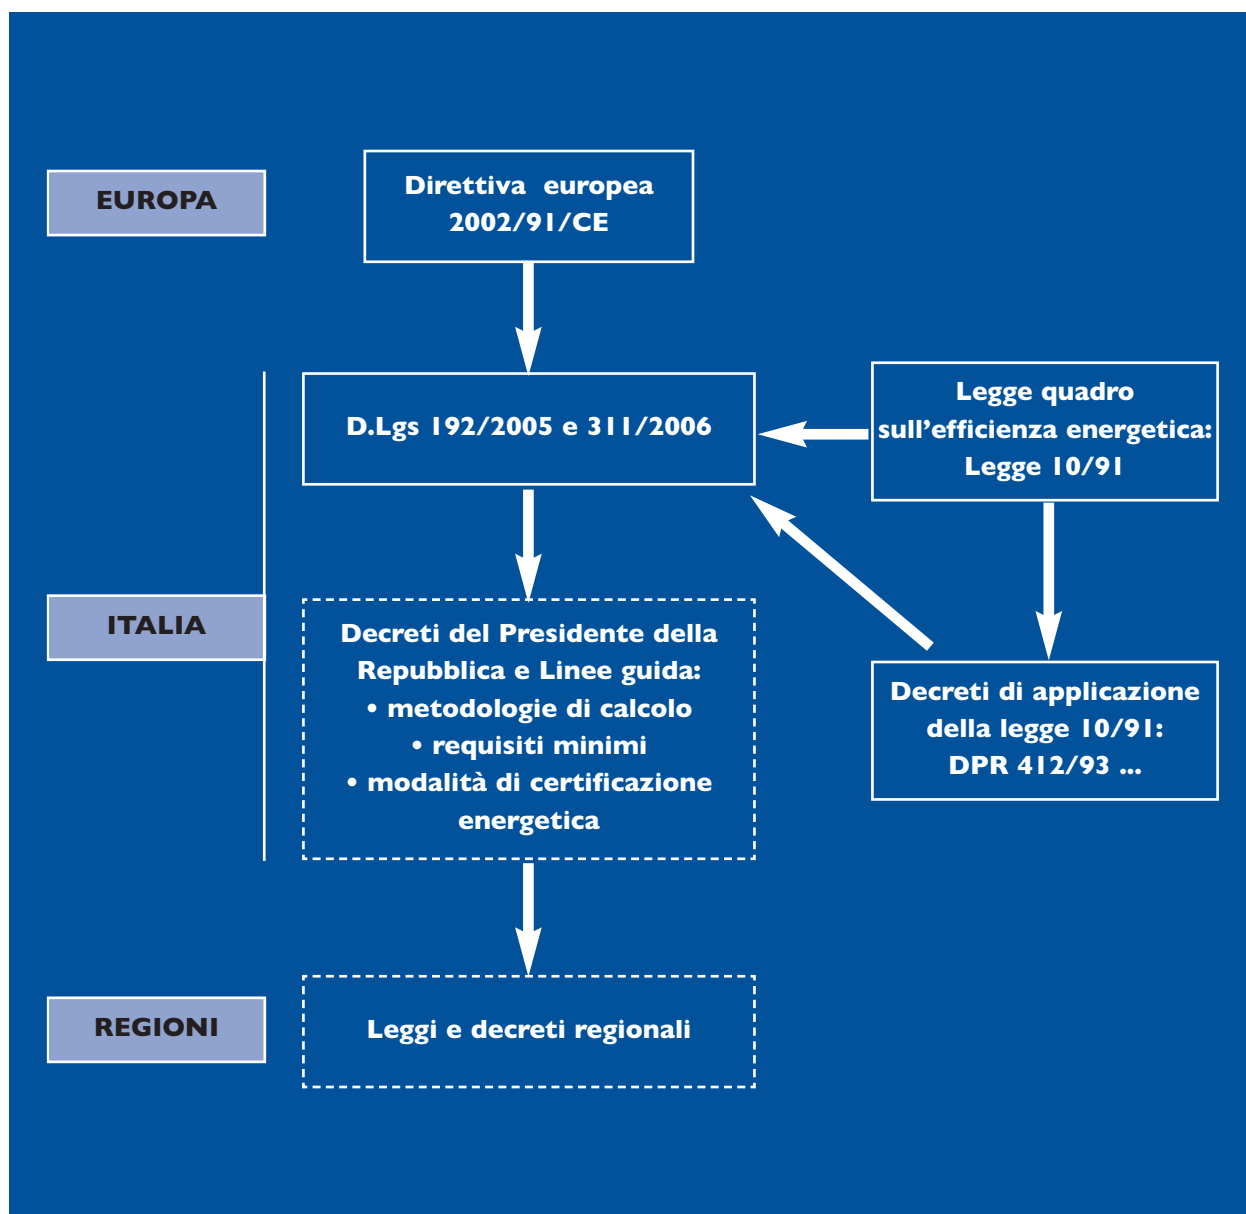 EUROPA
Direttiva europea
2002/91/CE
D.Lgs 192/2005 e 311/2006
Legge quadro
sull’efficienza energetica:
Legge 10/91
ITALIA
Decreti del Presidente della
Repubblica e Linee guida:
• metodologie di calcolo
• requisiti minimi
• modalità di certificazione
energetica
Decreti di applicazione
della legge 10/91:
DPR 412/93 ...
REGIONI
Leggi e decreti regionali